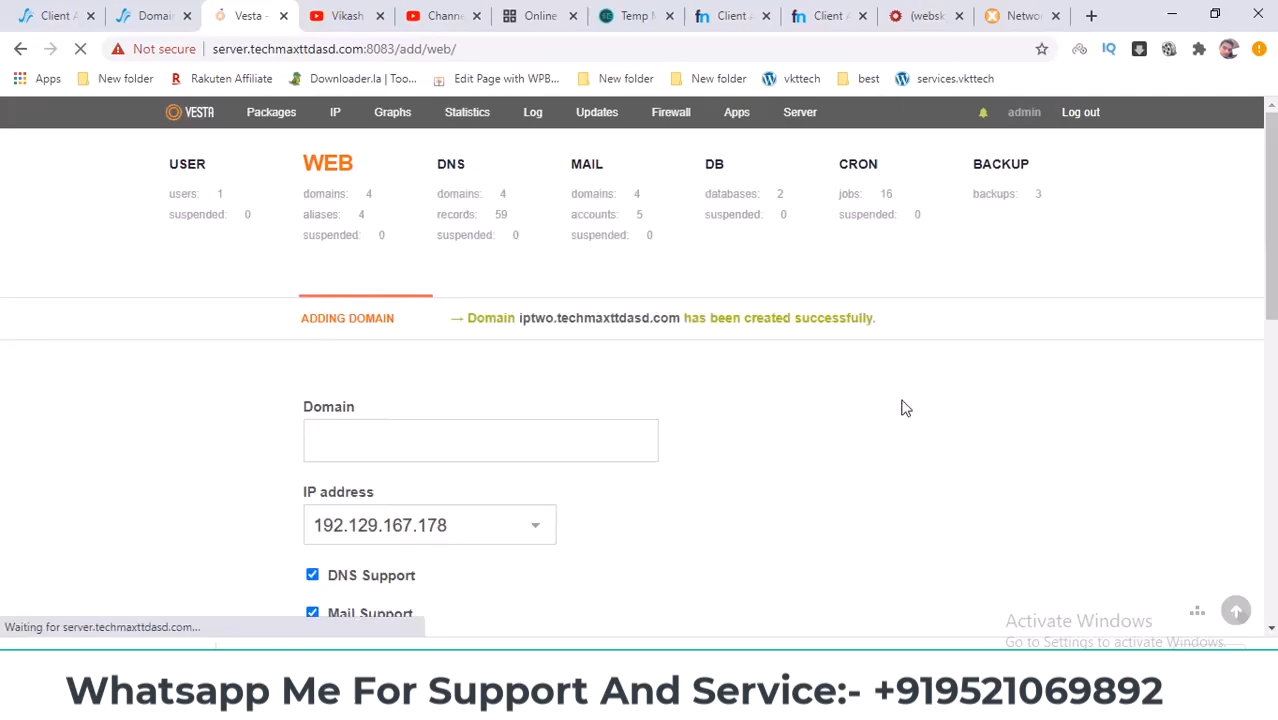 Client A
Domain
Vesta -
Vikash
Channe
Online
Temp M
Client A
Client A
(websk
Netwo
Not secure
server.techmaxttdasd.com:8083/add/web/
Apps
New folder
Rakuten Affiliate
Downloader.la | Too...
Edit Page with WPB...
New folder
New folder
vkttech
best
services.vkttech
VESTA
Packages
IP
Graphs
Statistics
Log
Updates
Firewall
Apps
Server
admin
Log out
USER
users: 1
suspended: 0
WEB
domains: 4
aliases: 4
suspended: 0
DNS
domains: 4
records: 59
suspended: 0
MAIL
domains: 4
accounts: 5
suspended: 0
DB
databases: 2
suspended: 0
CRON
jobs: 16
suspended: 0
BACKUP
backups: 3
ADDING DOMAIN
→ Domain iptwo.techmaxttdasd.com has been created successfully.
Domain
IP address
192.129.167.178
DNS Support
Mail Support
Waiting for server.techmaxttdasd.com...
Activate Windows
Go to Settings to activate Windows.
Whatsapp Me For Support And Service:- +919521069892